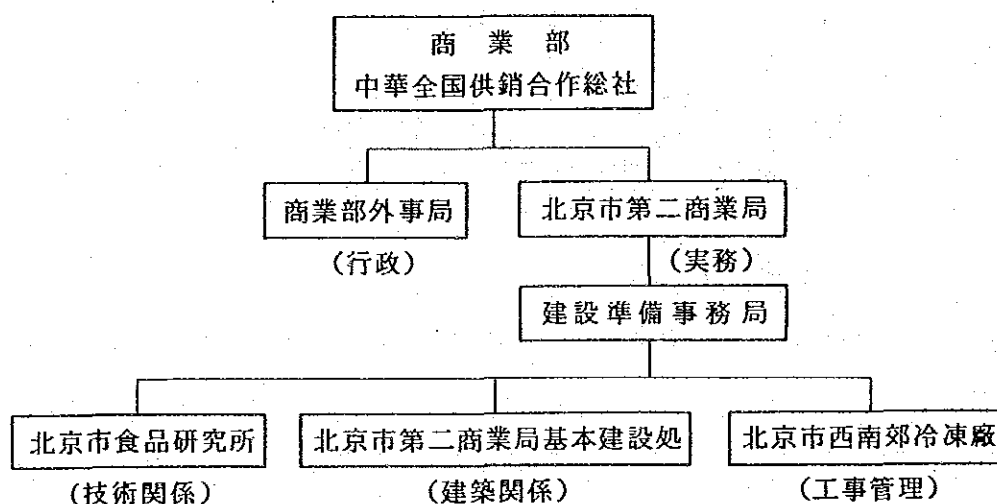 商業部
中華全国供銷合作総社
商業部外事局
北京市第二商業局
(行政)
(実務)
建設準備事務局
北京市食品研究所
北京市第二商業局基本建設処
北京市西南郊冷凍廠
(技術関係)
(建築関係)
(工事管理)